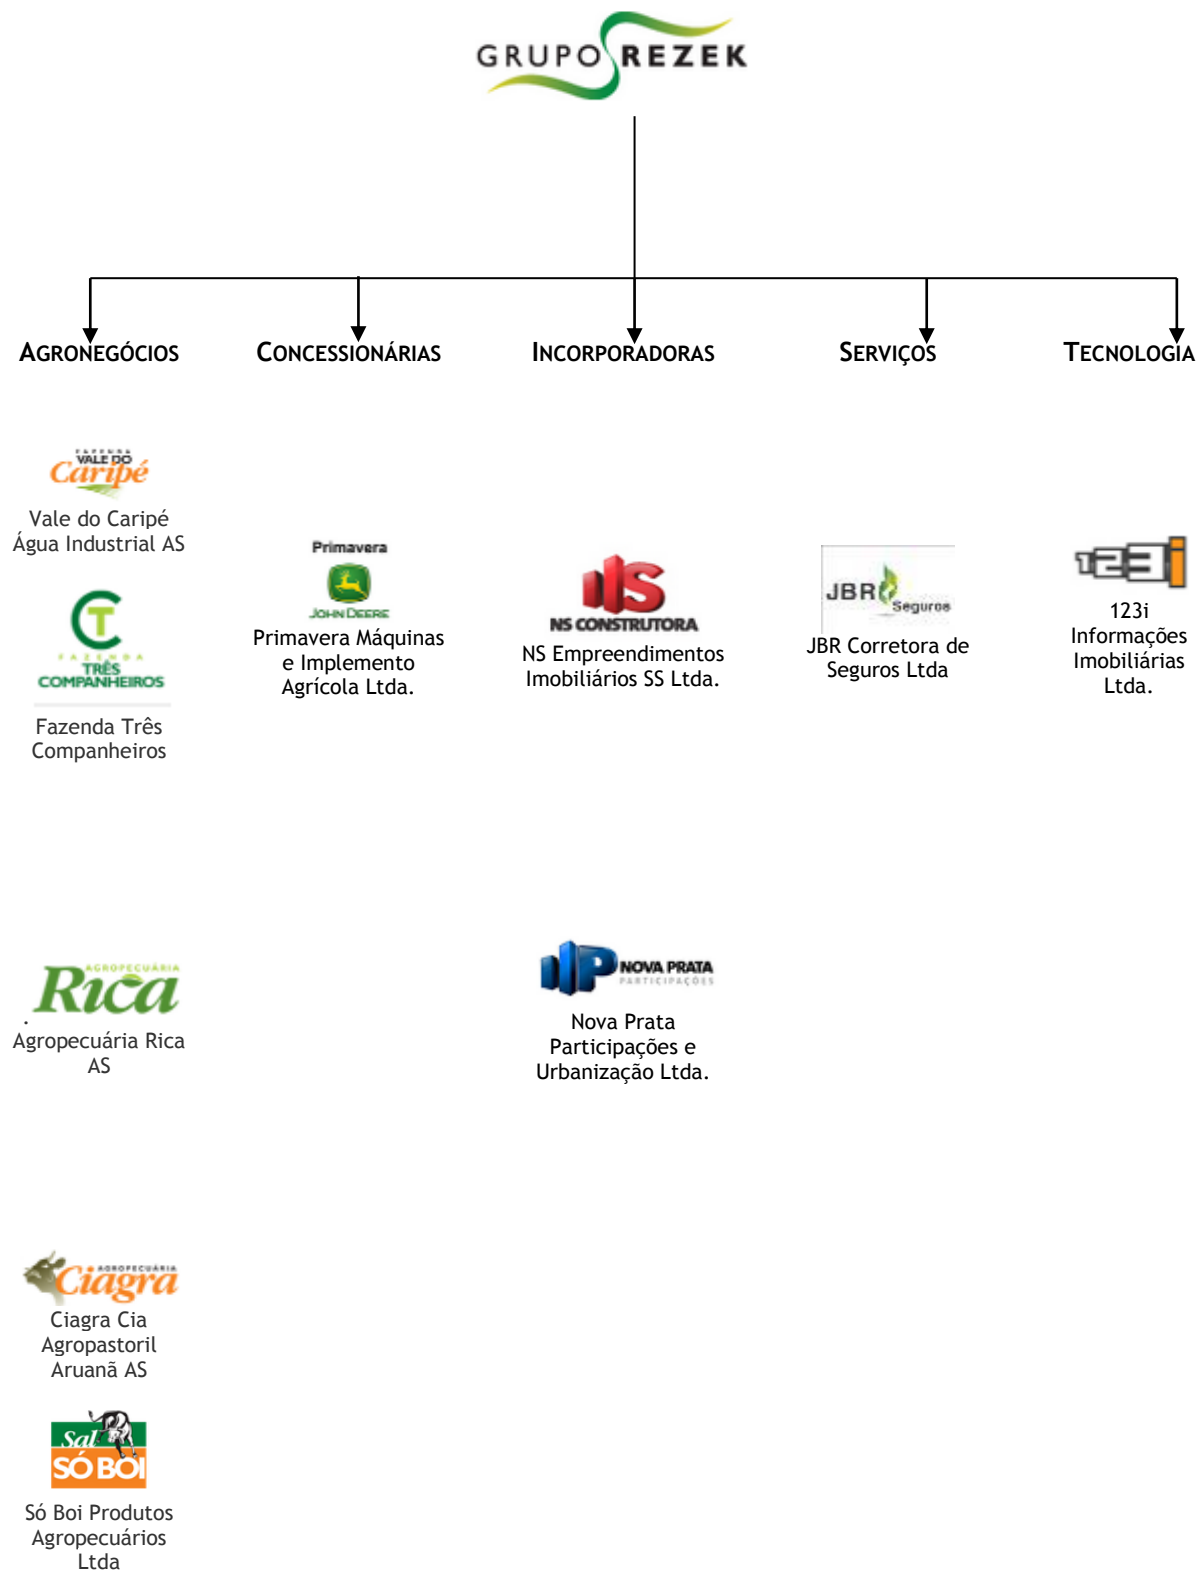 GRUPO REZEK
AGRONEGÓCIOS
CONCESSIONÁRIAS
INCORPORADORAS
SERVIÇOS
TECNOLOGIA
FAZENDA
VALE DO
Caripé
Vale do Caripé
Água Industrial AS
CT
FAZENDA
TRÊS
COMPANHEIROS
Fazenda Três
Companheiros
Primavera
JOHN DEERE
Primavera Máquinas
e Implemento
Agrícola Ltda.
NS
NS CONSTRUTORA
NS Empreendimentos
Imobiliários SS Ltda.
JBR
Seguros
JBR Corretora de
Seguros Ltda
123i
123i
Informações
Imobiliárias
Ltda.
AGROPECUÁRIA
Rica
.
Agropecuária Rica
AS
NP NOVA PRATA
PARTICIPAÇÕES
Nova Prata
Participações e
Urbanização Ltda.
AGROPECUÁRIA
Ciagra
Ciagra Cia
Agropastoril
Aruanã AS
Sal
SÓ BOI
Só Boi Produtos
Agropecuários
Ltda